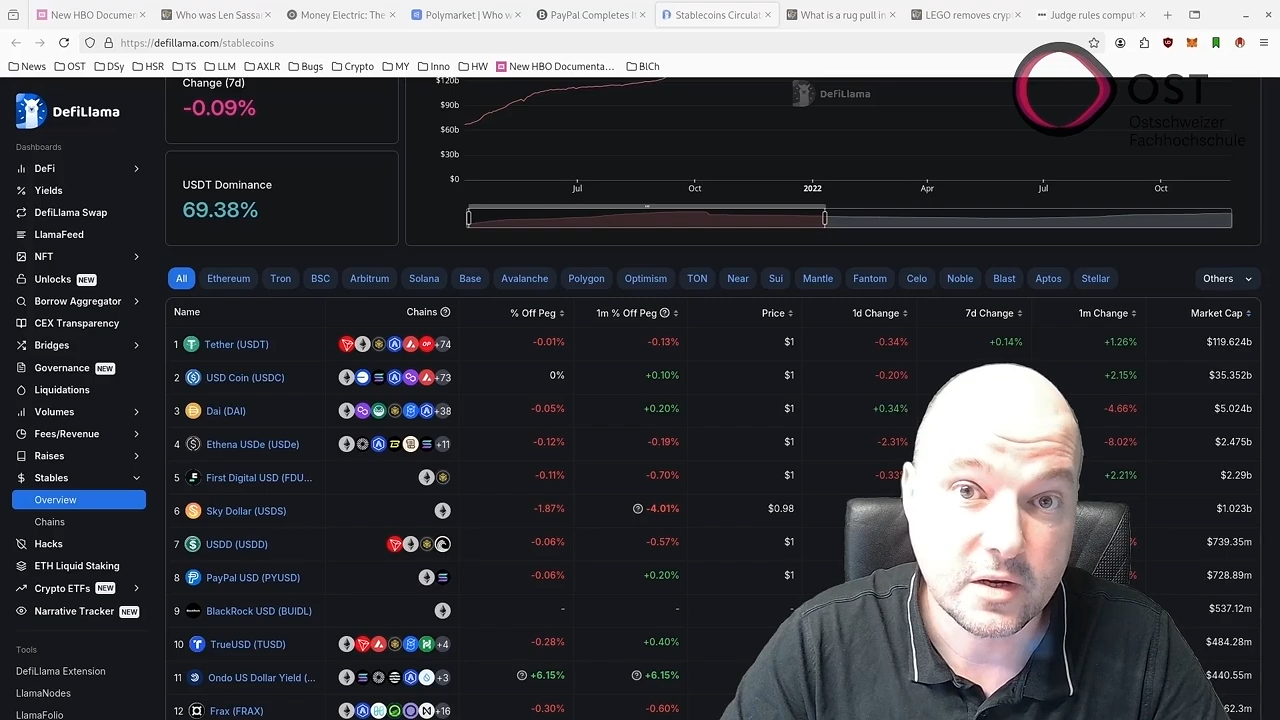 New HBO Documen
Who was Len Sassa
Money Electric: The
Polymarket | Who w
PayPal Completes I
Stablecoins Circulat
What is a rug pull in
LEGO removes cryp
Judge rules comput
https://defillama.com/stablecoins
News OST DSy HSR TS LLM AXLR Bugs Crypto MY Inno HW New HBO Documenta... BICh
DefiLlama
Dashboards
DeFi
Yields
DefiLlama Swap
LlamaFeed
NFT
Unlocks NEW
Borrow Aggregator
CEX Transparency
Bridges
Governance NEW
Liquidations
Volumes
Fees/Revenue
Raises
Stables
Overview
Chains
Hacks
ETH Liquid Staking
Crypto ETFs NEW
Narrative Tracker NEW
Tools
DefiLlama Extension
LlamaNodes
LlamaFolio
Change (7d)
-0.09%
USDT Dominance
69.38%
$120b
$90b
$60b
$30b
$0
Jul Oct 2022 Apr Jul Oct
DefiLlama
OST
Ostschweizer
Fachhochschule
All Ethereum Tron BSC Arbitrum Solana Base Avalanche Polygon Optimism TON Near Sui Mantle Fantom Celo Noble Blast Aptos Stellar Others
Name Chains % Off Peg 1m % Off Peg Price 1d Change 7d Change 1m Change Market Cap
1 Tether (USDT) +74 -0.01% -0.13% $1 -0.34% +0.14% +1.26% $119.624b
2 USD Coin (USDC) +73 0% +0.10% $1 -0.20% +2.15% $35.352b
3 Dai (DAI) +38 -0.05% +0.20% $1 +0.34% -4.66% $5.024b
4 Ethena USDe (USDe) +11 -0.12% -0.19% $1 -2.31% -8.02% $2.475b
5 First Digital USD (FDU... -0.11% -0.70% $1 -0.33 +2.21% $2.29b
6 Sky Dollar (USDS) -1.87% -4.01% $0.98 $1.023b
7 USDD (USDD) -0.06% -0.57% $1 % $739.35m
8 PayPal USD (PYUSD) -0.06% +0.20% $1 % $728.89m
9 BlackRock USD (BUIDL) - - - $537.12m
10 TrueUSD (TUSD) +4 -0.28% +0.40% $484.28m
11 Ondo US Dollar Yield (... +3 +6.15% +6.15% $440.55m
12 Frax (FRAX) +16 -0.30% -0.60% 62.3m